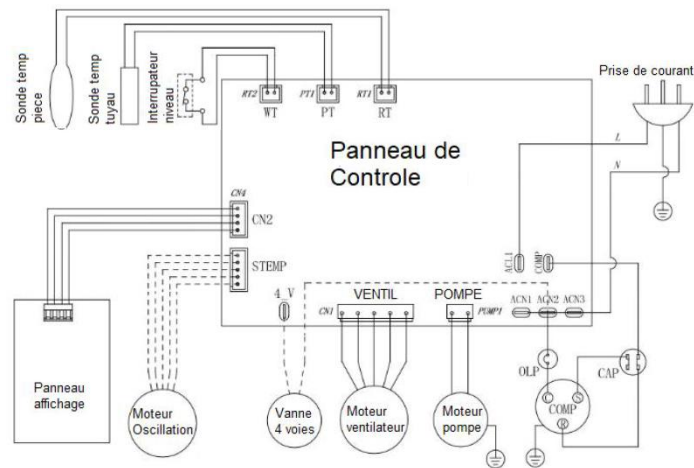 Sonde temp
piece
Sonde temp
tuyau
Interrupateur
niveau
RT2
WT
PT1
PT
RT1
RT
Prise de courant
L
N
Panneau de
Controle
CN4
CN2
STEMP
ACL1
COMP
4_V
VENTIL
CN1
POMPE
PUMP1
ACN1
ACN2
ACN3
OLP
CAP
C
S
COMP
R
Panneau
affichage
Moteur
Oscillation
Vanne
4 voies
Moteur
ventilateur
Moteur
pompe